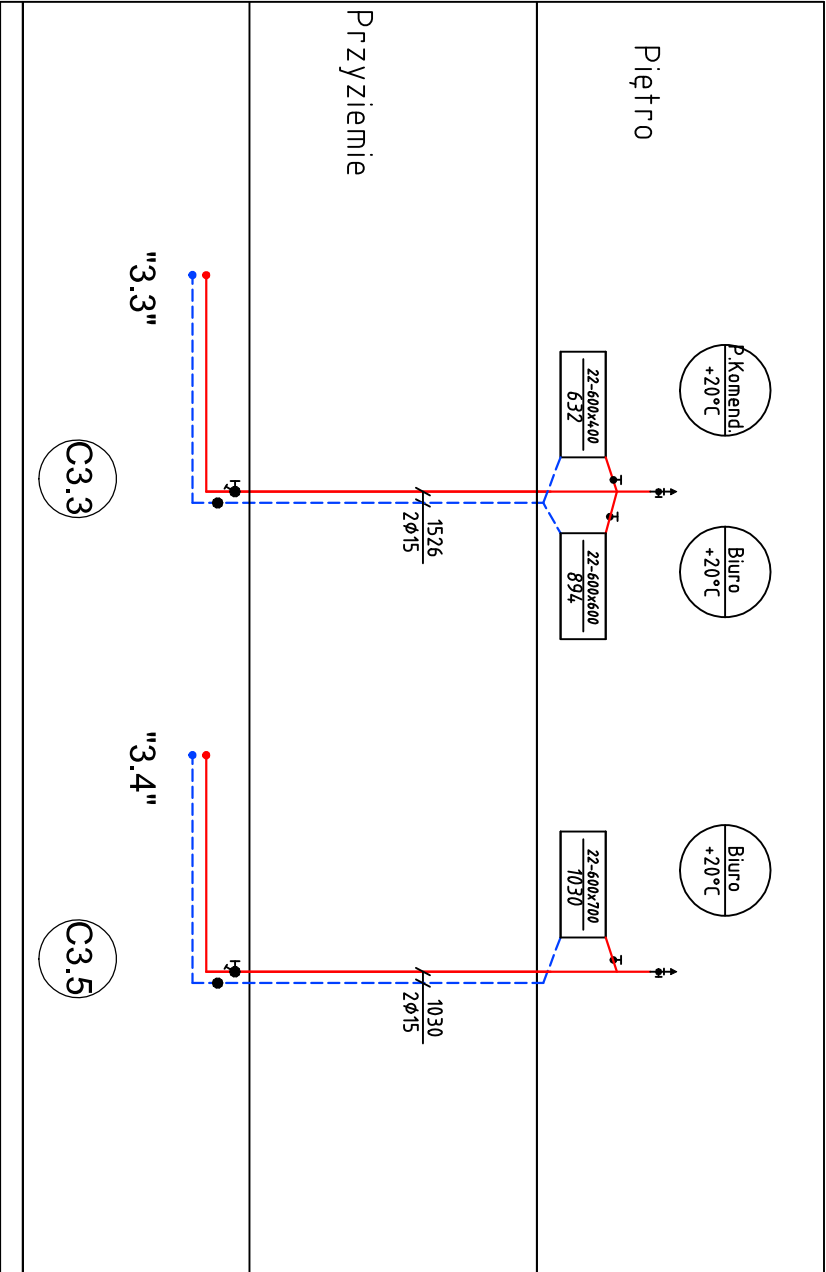 Piętro
P.Komend.
+20°C
Biuro
+20°C
Biuro
+20°C
22-600x400
632
22-600x600
894
22-600x700
1030
Przyziemie
1526
2ø15
1030
2ø15
"3.3"
"3.4"
C3.3
C3.5